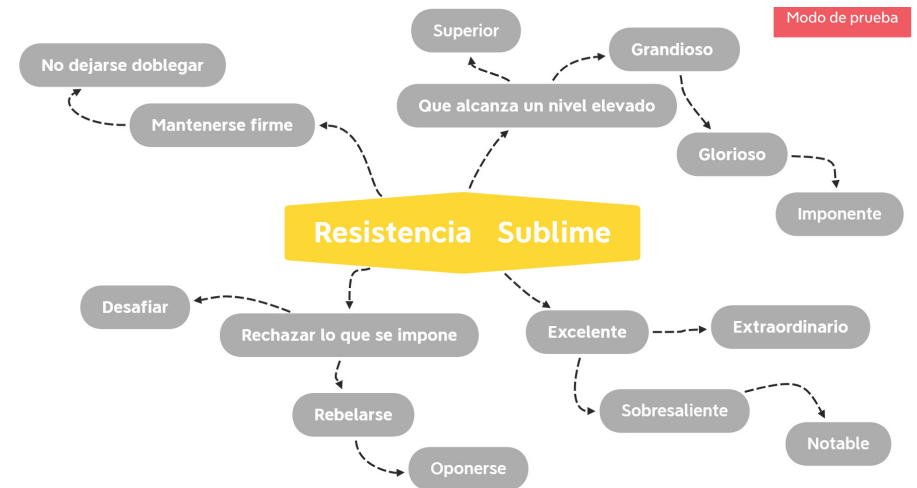 Modo de prueba
Superior
Grandioso
No dejarse doblegar
Que alcanza un nivel elevado
Mantenerse firme
Glorioso
Imponente
Resistencia Sublime
Desafiar
Rechazar lo que se impone
Excelente
Extraordinario
Rebelarse
Sobresaliente
Notable
Oponerse